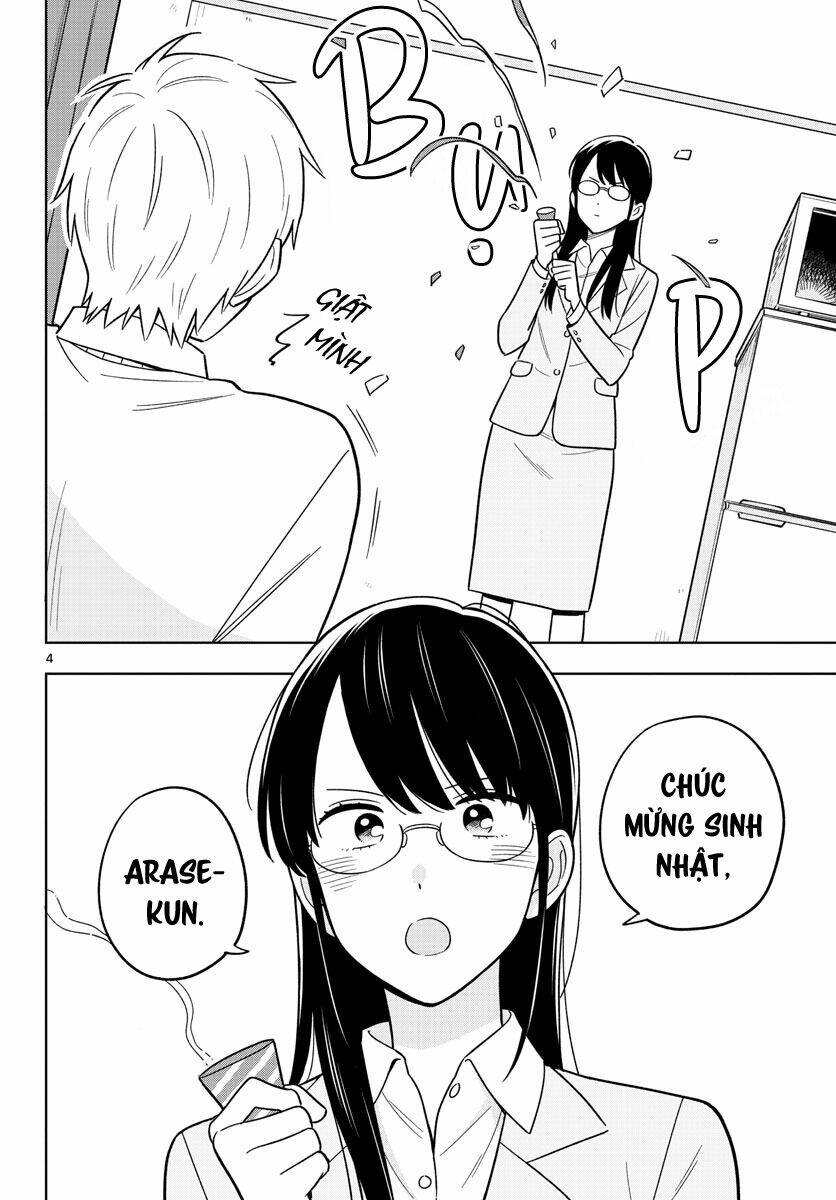 BỤP
GIẬT
MÌNH
4
CHÚC
MỪNG SINH
NHẬT,
ARASE-
KUN.